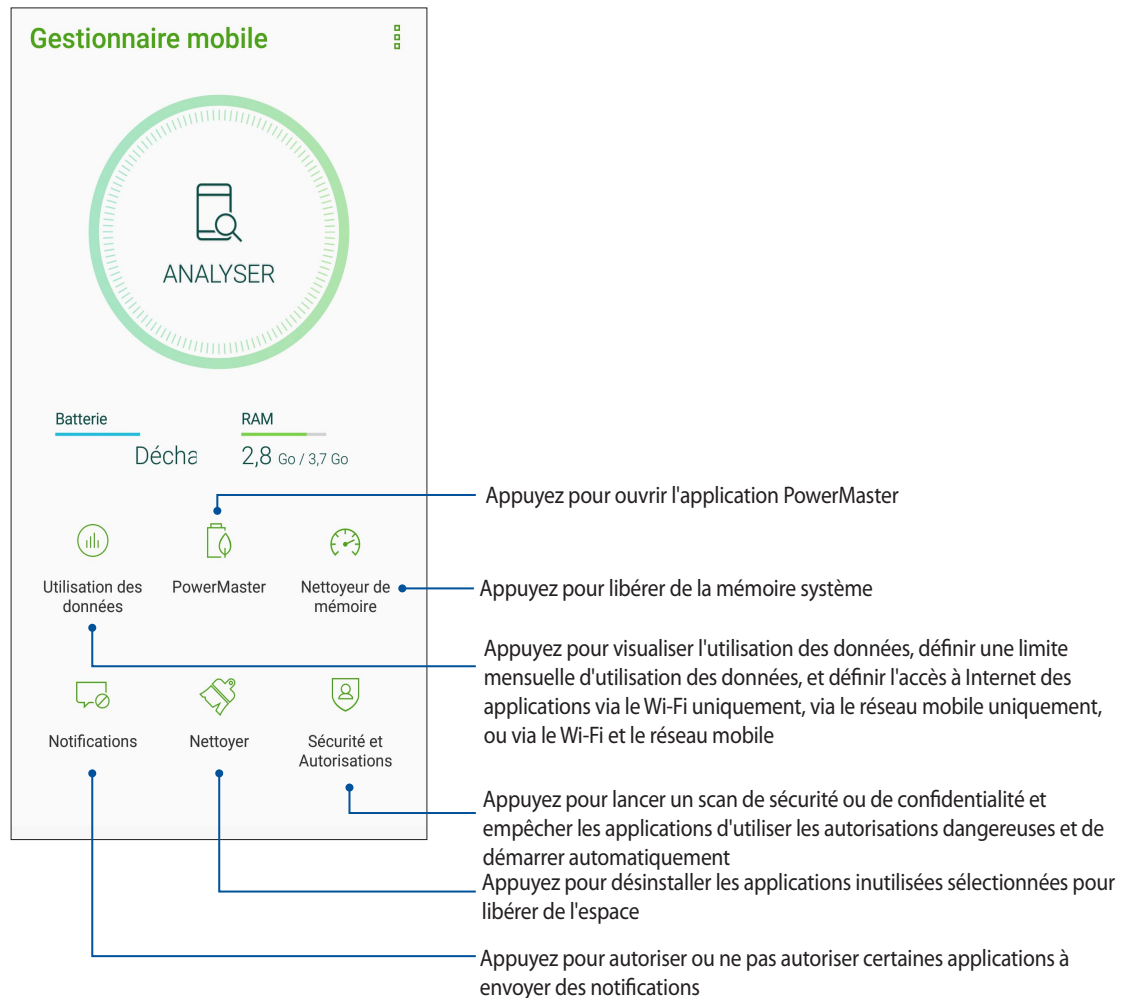 Gestionnaire mobile
ANALYSER
Batterie
RAM
Décha
2,8 Go / 3,7 Go
Appuyez pour ouvrir l'application PowerMaster
Utilisation des
données
PowerMaster
Nettoyeur de
mémoire
Appuyez pour libérer de la mémoire système
Appuyez pour visualiser l'utilisation des données, définir une limite
mensuelle d'utilisation des données, et définir l'accès à Internet des
applications via le Wi-Fi uniquement, via le réseau mobile uniquement,
ou via le Wi-Fi et le réseau mobile
Notifications
Nettoyer
Sécurité et
Autorisations
Appuyez pour lancer un scan de sécurité ou de confidentialité et
empêcher les applications d'utiliser les autorisations dangereuses et de
démarrer automatiquement
Appuyez pour désinstaller les applications inutilisées sélectionnées pour
libérer de l'espace
Appuyez pour autoriser ou ne pas autoriser certaines applications à
envoyer des notifications